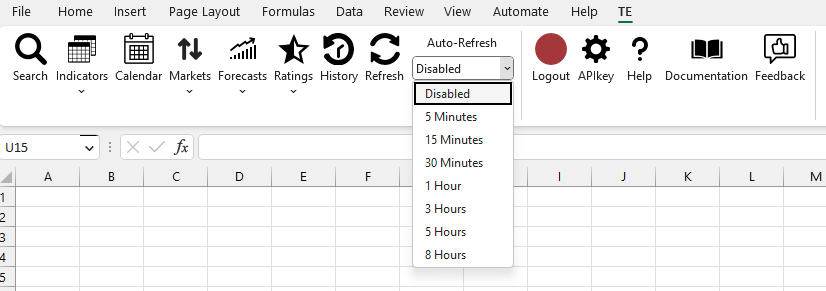 File Home Insert Page Layout Formulas Data Review View Automate Help TE
Auto-Refresh
Search Indicators Calendar Markets Forecasts Ratings History Refresh Disabled Logout APIkey Help Documentation Feedback
Disabled
5 Minutes
15 Minutes
30 Minutes
1 Hour
3 Hours
5 Hours
8 Hours
U15 fx
A B C D E F I J K L M
1
2
3
4
5